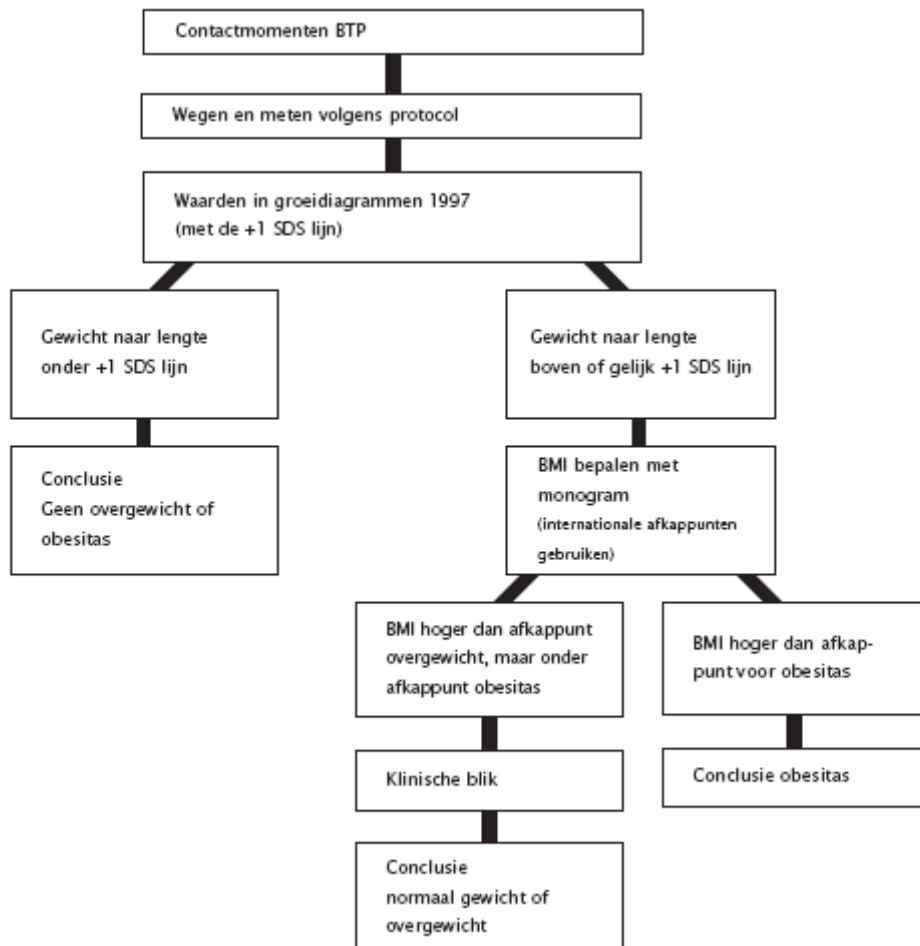 Contactmomenten BTP
Wegen en meten volgens protocol
Waarden in groeidiagrammen 1997
(met de +1 SDS lijn)
Gewicht naar lengte
onder +1 SDS lijn
Gewicht naar lengte
boven of gelijk +1 SDS lijn
Conclusie
Geen overgewicht of
obesitas
BMI bepalen met
monogram
(internationale afkappunten
gebruiken)
BMI hoger dan afkappunt
overgewicht, maar onder
afkappunt obesitas
BMI hoger dan afkap-
punt voor obesitas
Klinische blik
Conclusie obesitas
Conclusie
normaal gewicht of
overgewicht